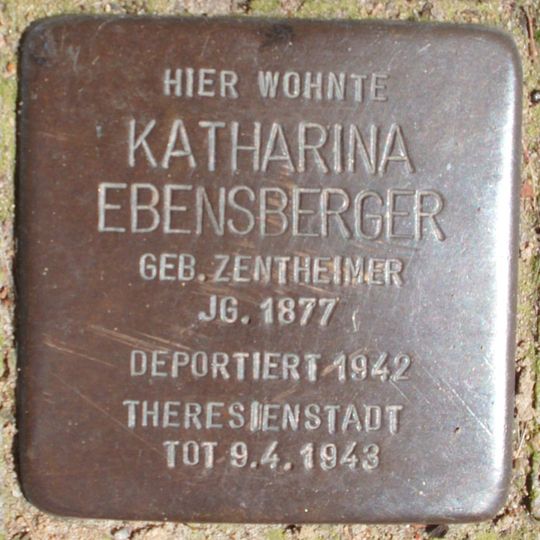 HIER WOHNTE
KATHARINA
EBENSBERGER
GEB. ZENTHEIMER
JG. 1877
DEPORTIERT 1942
THERESIENSTADT
TOT 9.4.1943